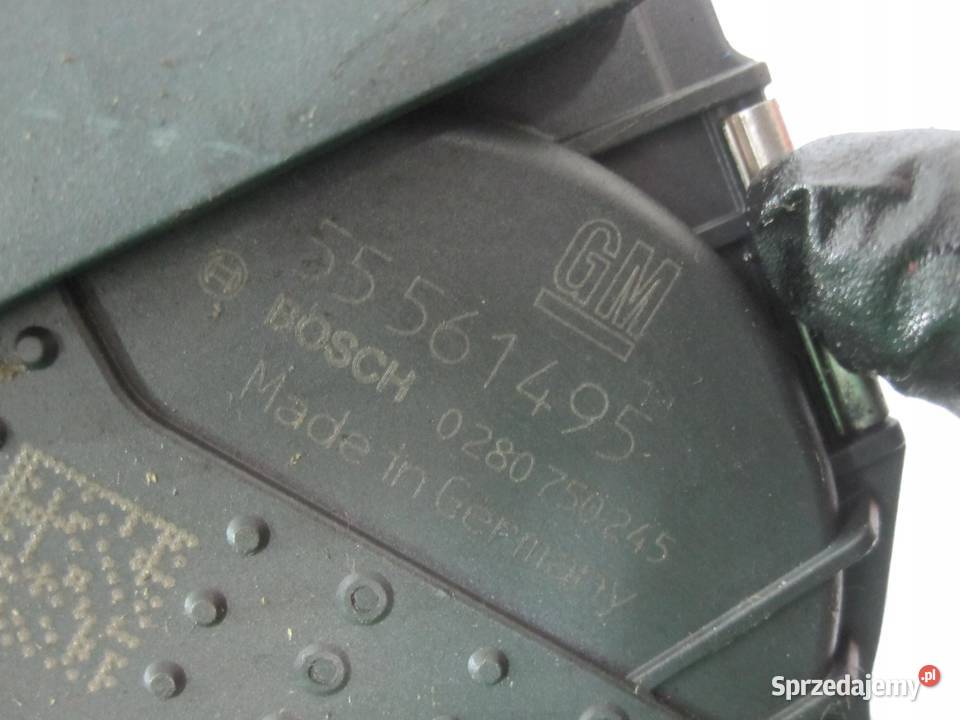 GM
55561495
BOSCH 0 280 750 245
Made in Germany
Sprzedajemy.pl